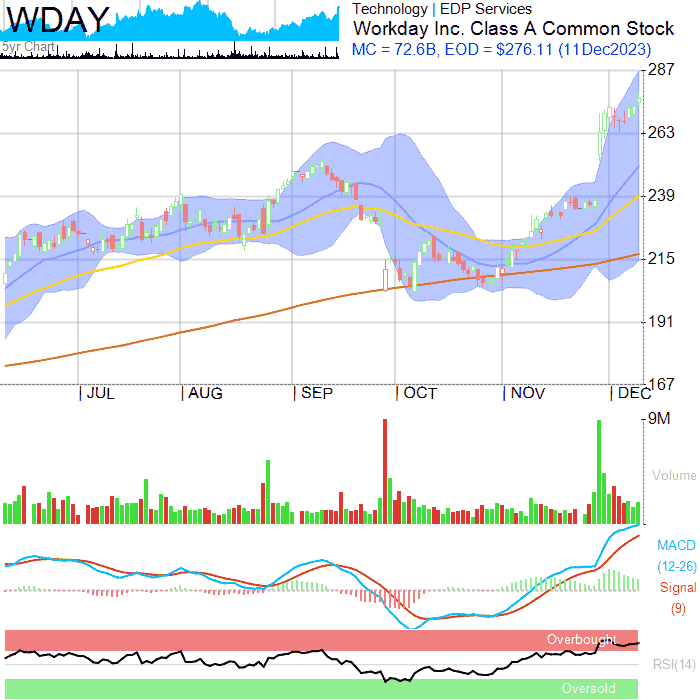 WDAY
5yr Chart
Technology | EDP Services
Workday Inc. Class A Common Stock
MC = 72.6B, EOD = $276.11 (11Dec2023)
287
263
239
215
191
167
JUL AUG SEP OCT NOV DEC
9M
Volume
MACD
(12-26)
Signal
(9)
Overbought
RSI(14)
Oversold